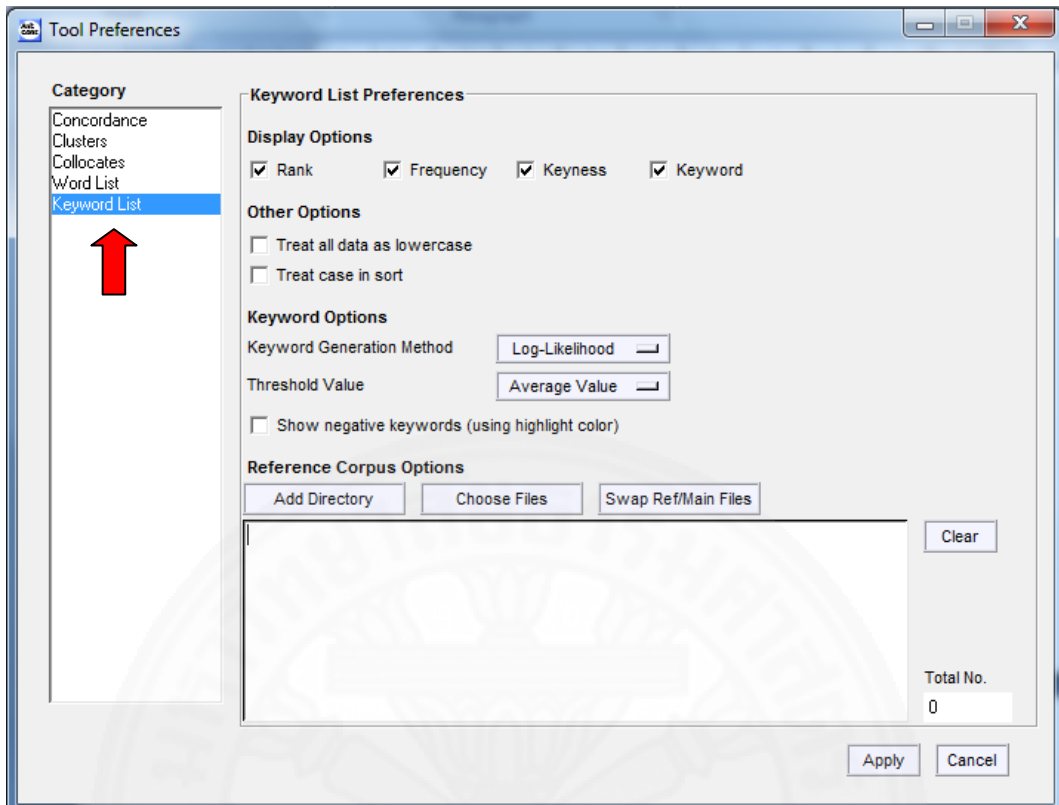 Tool Preferences
Category
Concordance
Clusters
Collocates
Word List
Keyword List
Keyword List Preferences
Display Options
Rank Frequency Keyness Keyword
Other Options
Treat all data as lowercase
Treat case in sort
Keyword Options
Keyword Generation Method Log-Likelihood
Threshold Value Average Value
Show negative keywords (using highlight color)
Reference Corpus Options
Add Directory Choose Files Swap Ref/Main Files
Clear
Total No.
0
Apply Cancel